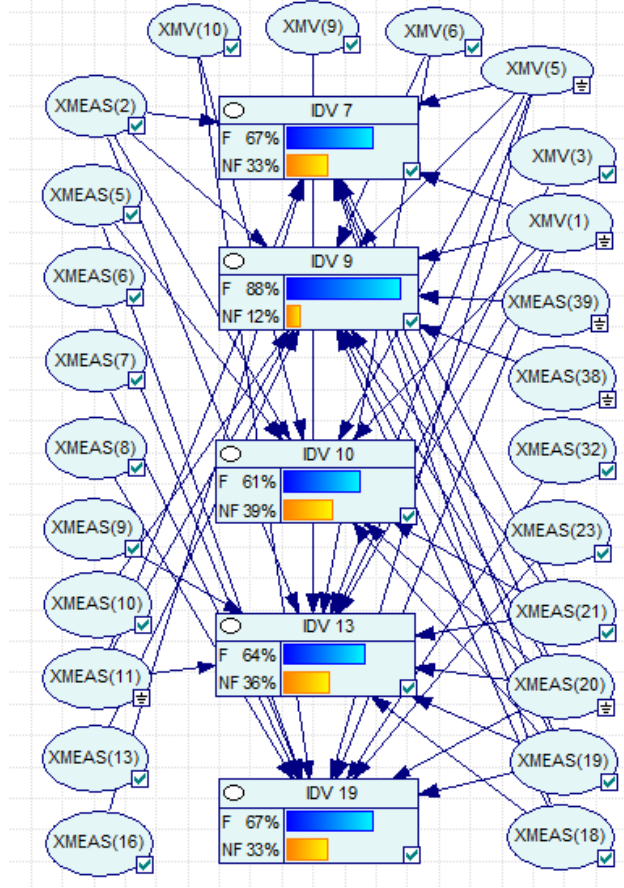 XMV(10)
XMV(9)
XMV(6)
XMV(5)
XMEAS(2)
IDV 7
F 67%
NF 33%
XMV(3)
XMEAS(5)
XMV(1)
IDV 9
F 88%
NF 12%
XMEAS(6)
XMEAS(39)
XMEAS(7)
XMEAS(38)
XMEAS(8)
IDV 10
F 61%
NF 39%
XMEAS(32)
XMEAS(9)
XMEAS(23)
XMEAS(10)
XMEAS(21)
IDV 13
F 64%
NF 36%
XMEAS(11)
XMEAS(20)
XMEAS(13)
XMEAS(19)
IDV 19
F 67%
NF 33%
XMEAS(16)
XMEAS(18)